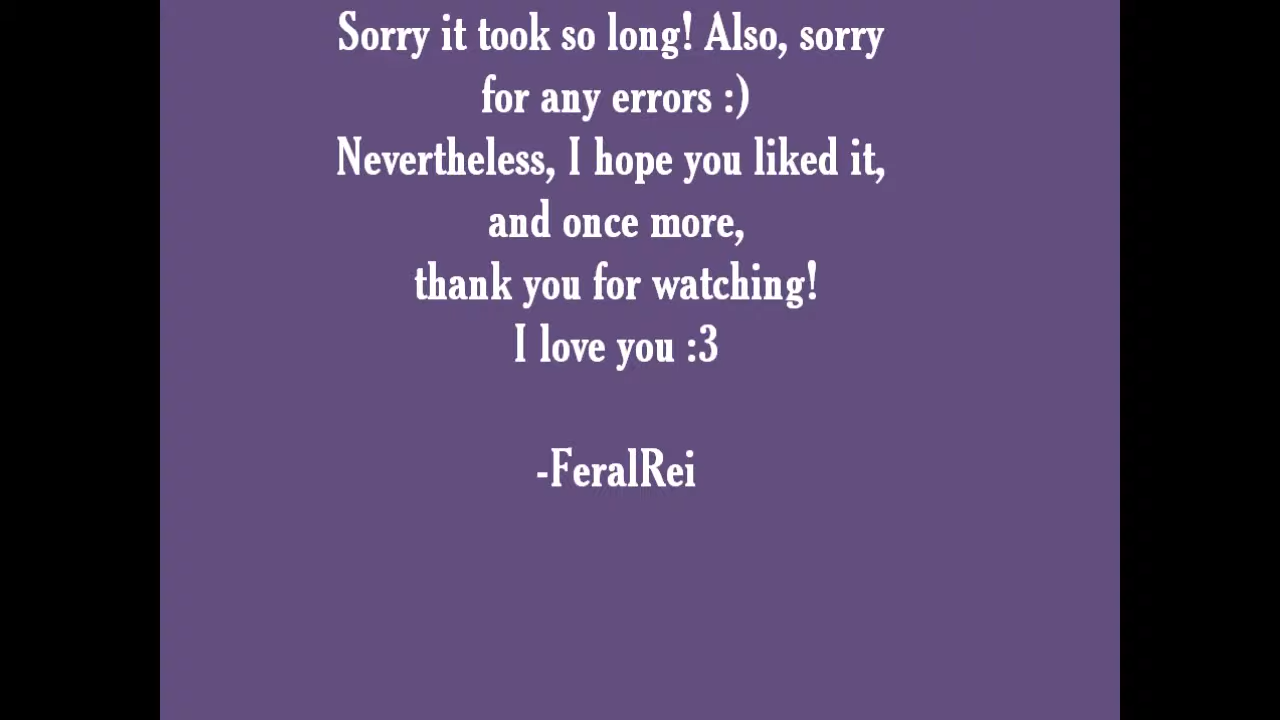 Sorry it took so long! Also, sorry
for any errors :)
Nevertheless, I hope you liked it,
and once more,
thank you for watching!
I love you :3
-FeralRei